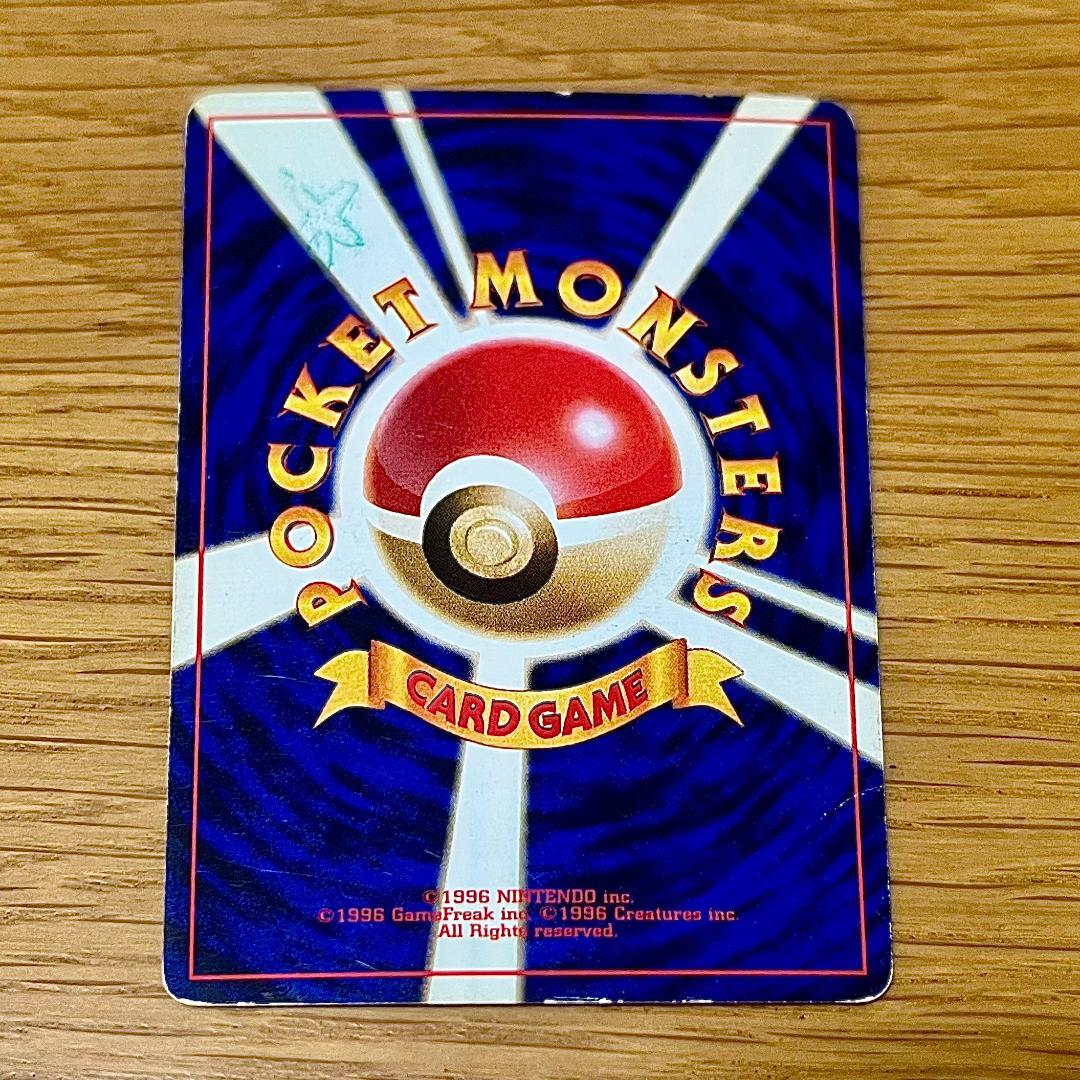 POCKET MONSTERS
CARD GAME
©1996 NINTENDO inc.
©1996 GameFreak inc. ©1996 Creatures inc.
All Rights reserved.